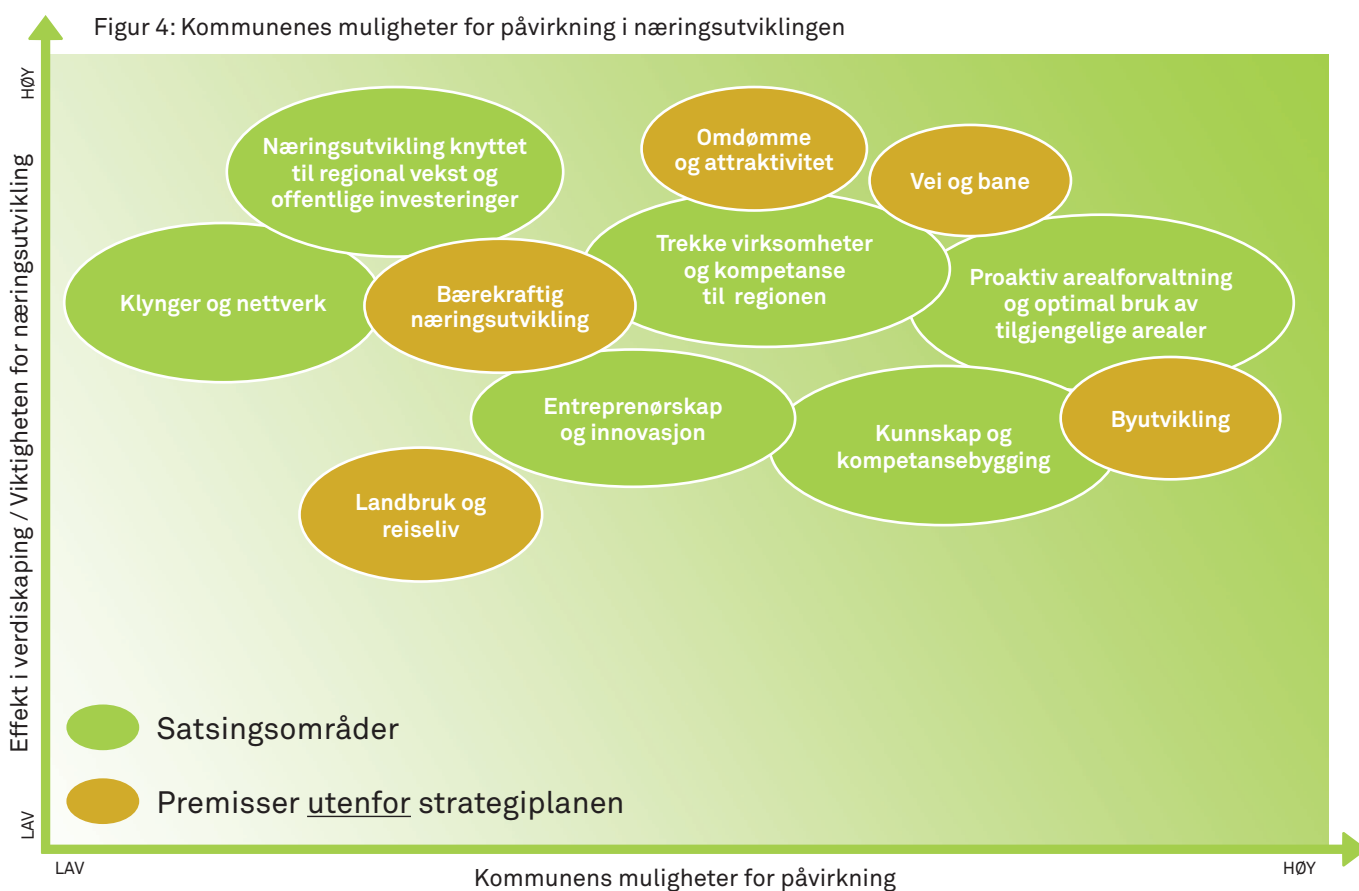 Figur 4: Kommunenes muligheter for påvirkning i næringsutviklingen
HØY
Effekt i verdiskaping / Viktigheten for næringsutvikling
LAV
Næringsutvikling knyttet
til regional vekst og
offentlige investeringer
Omdømme
og attraktivitet
Vei og bane
Klynger og nettverk
Bærekraftig
næringsutvikling
Trekke virksomheter
og kompetanse
til regionen
Proaktiv arealforvaltning
og optimal bruk av
tilgjengelige arealer
Entreprenørskap
og innovasjon
Kunnskap og
kompetansebygging
Byutvikling
Landbruk og
reiseliv
Satsingsområder
Premisser utenfor strategiplanen
LAV
Kommunens muligheter for påvirkning
HØY